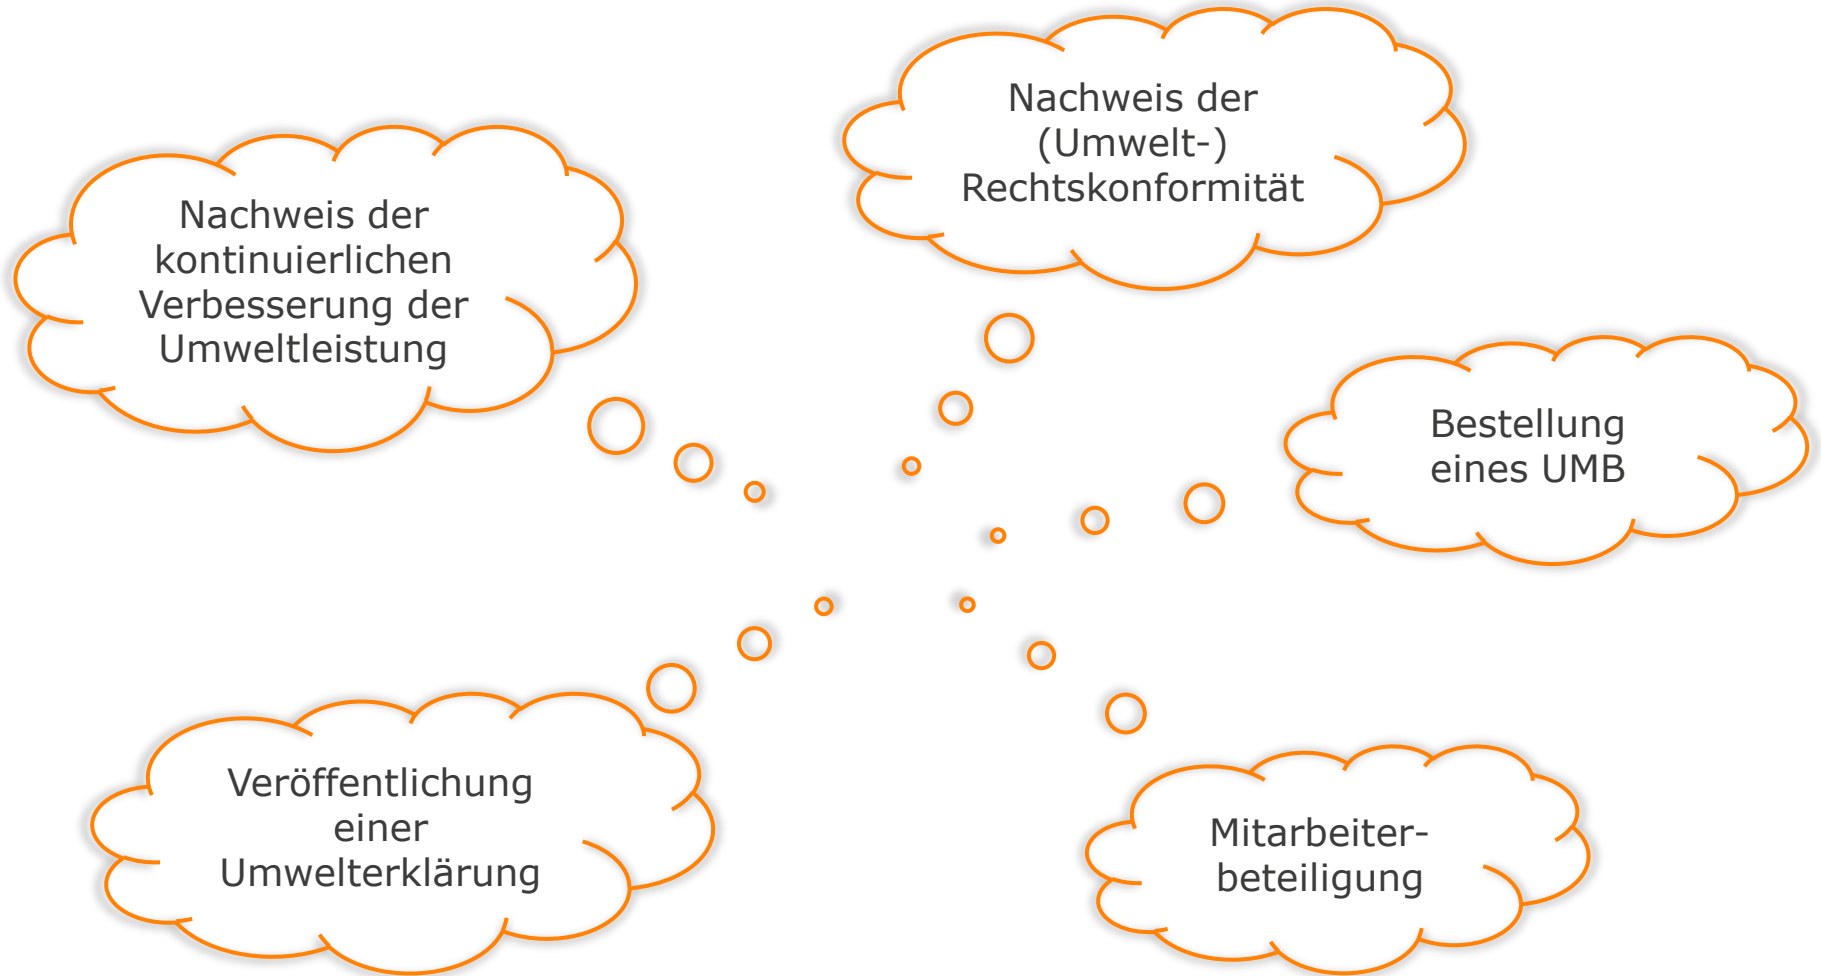 Nachweis der
(Umwelt-)
Rechtskonformität
Nachweis der
kontinuierlichen
Verbesserung der
Umweltleistung
Bestellung
eines UMB
Veröffentlichung
einer
Umwelterklärung
Mitarbeiter-
beteiligung